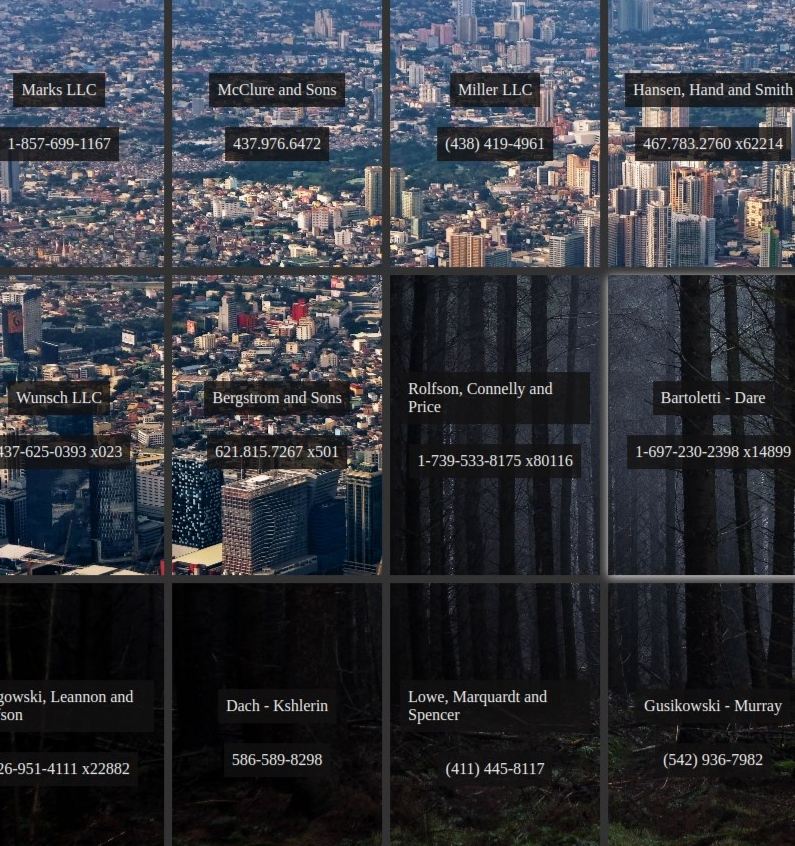 Marks LLC
McClure and Sons
Miller LLC
Hansen, Hand and Smith
1-857-699-1167
437.976.6472
(438) 419-4961
467.783.2760 x62214
Wunsch LLC
Bergstrom and Sons
Rolfson, Connelly and
Price
Bartoletti - Dare
437-625-0393 x023
621.815.7267 x501
1-739-533-8175 x80116
1-697-230-2398 x14899
Leannon and
Dach - Kshlerin
Lowe, Marquardt and
Spencer
Gusikowski - Murray
26-951-4111 x22882
586-589-8298
(411) 445-8117
(542) 936-7982